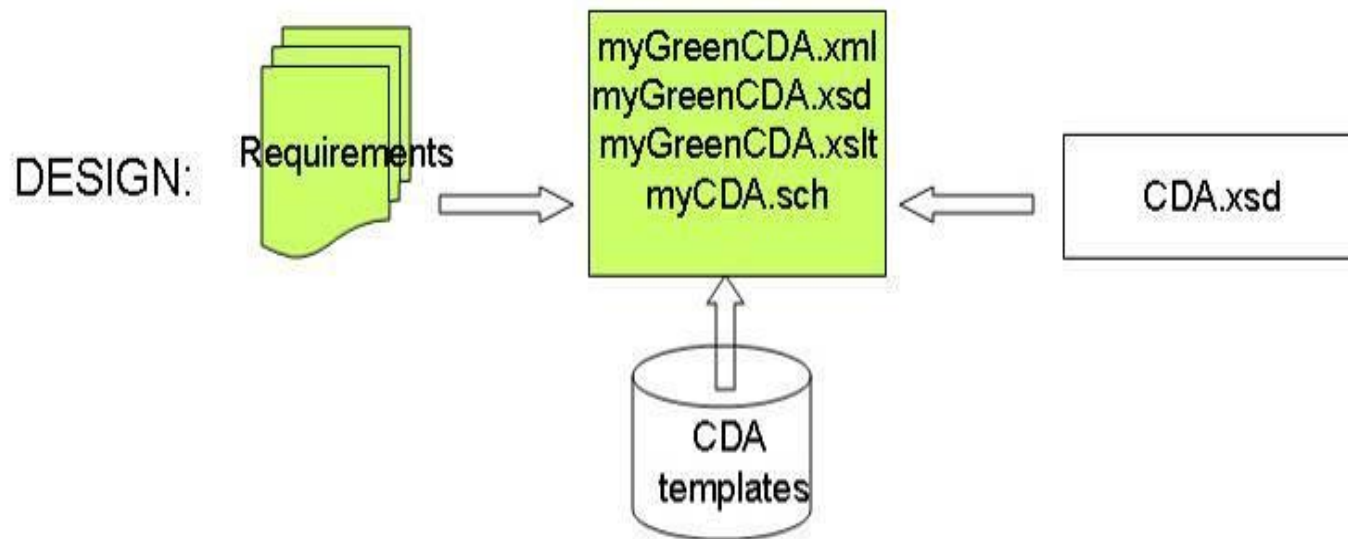 DESIGN:
Requirements
myGreenCDA.xml
myGreenCDA.xsd
myGreenCDA.xslt
myCDA.sch
CDA.xsd
CDA
templates